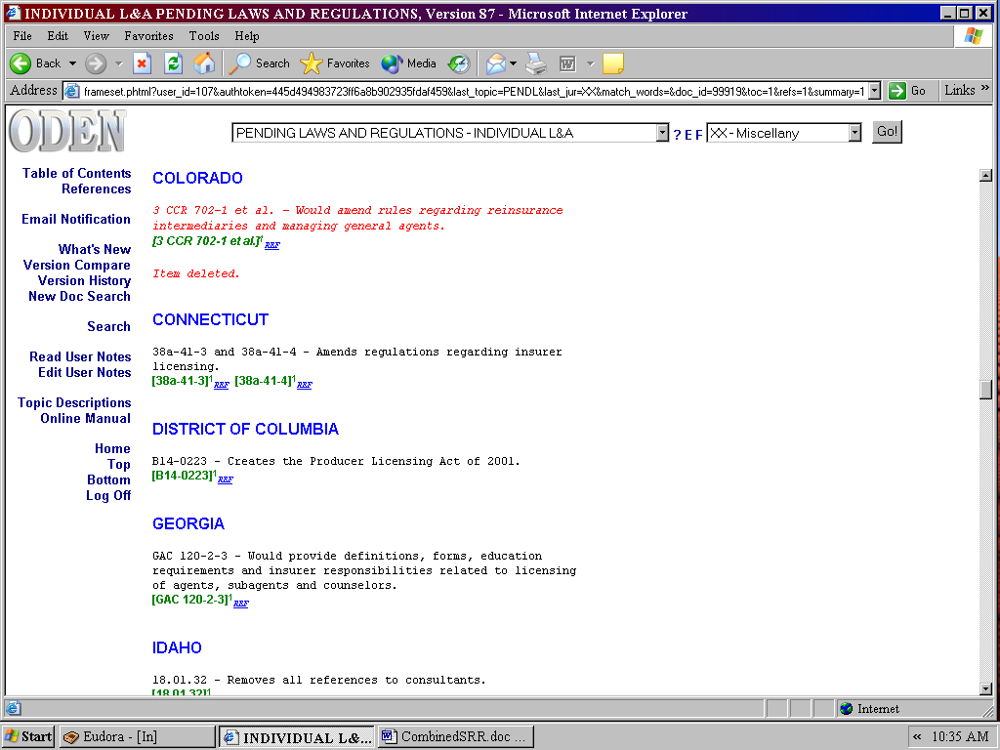 INDIVIDUAL L&A PENDING LAWS AND REGULATIONS, Version 87 - Microsoft Internet Explorer
File Edit View Favorites Tools Help
Back Search Favorites Media
Address frameset.phtml?user_id=107&authtoken=445d494983723ff6a8b902935fdaf459&last_topic=PENDL&last_jur=XX&match_words=&doc_id=99919&toc=1&refs=1&summary=1 Go Links »
ODEN PENDING LAWS AND REGULATIONS - INDIVIDUAL L&A ? E F XX - Miscellany Go!
Table of Contents
References
Email Notification
What's New
Version Compare
Version History
New Doc Search
Search
Read User Notes
Edit User Notes
Topic Descriptions
Online Manual
Home
Top
Bottom
Log Off
COLORADO
3 CCR 702-1 et al. - Would amend rules regarding reinsurance
intermediaries and managing general agents.
[3 CCR 702-1 et al.]1 REF
Item deleted.
CONNECTICUT
38a-41-3 and 38a-41-4 - Amends regulations regarding insurer
licensing.
[38a-41-3]1 REF [38a-41-4]1 REF
DISTRICT OF COLUMBIA
B14-0223 - Creates the Producer Licensing Act of 2001.
[B14-0223]1 REF
GEORGIA
GAC 120-2-3 - Would provide definitions, forms, education
requirements and insurer responsibilities related to licensing
of agents, subagents and counselors.
[GAC 120-2-3]1 REF
IDAHO
18.01.32 - Removes all references to consultants.
[18.01.32]1
Internet
Start Eudora - [In] INDIVIDUAL L&... CombinedSRR.doc ... « 10:35 AM